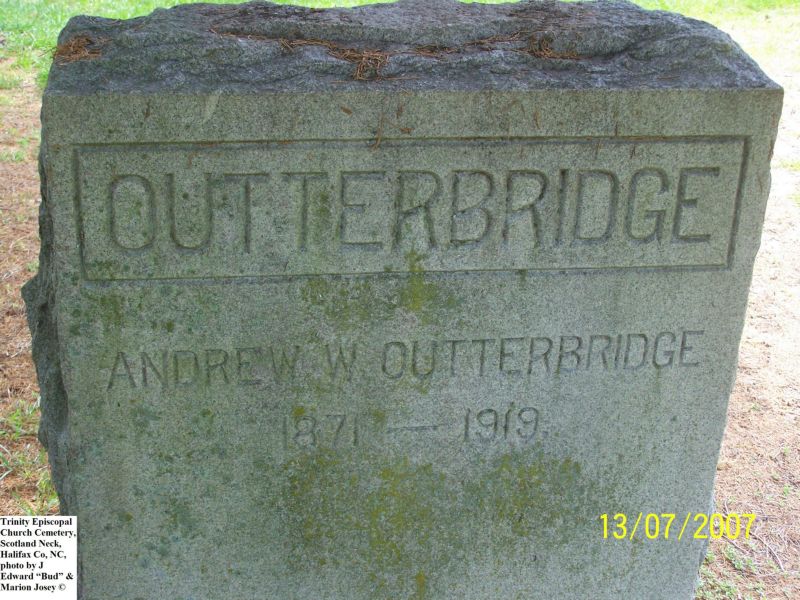 OUTTERBRIDGE
ANDREW W. OUTTERBRIDGE
1871 — 1919.
13/07/2007
Trinity Episcopal
Church Cemetery,
Scotland Neck,
Halifax Co, NC,
photo by J
Edward “Bud” &
Marion Josey ©